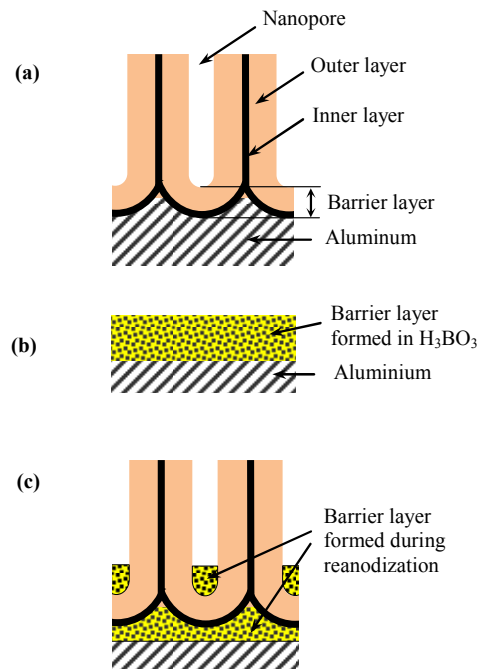 Nanopore
(a)
Outer layer
Inner layer
Barrier layer
Aluminum
Barrier layer
formed in H₃BO₃
(b)
Aluminium
(c)
Barrier layer
formed during
reanodization